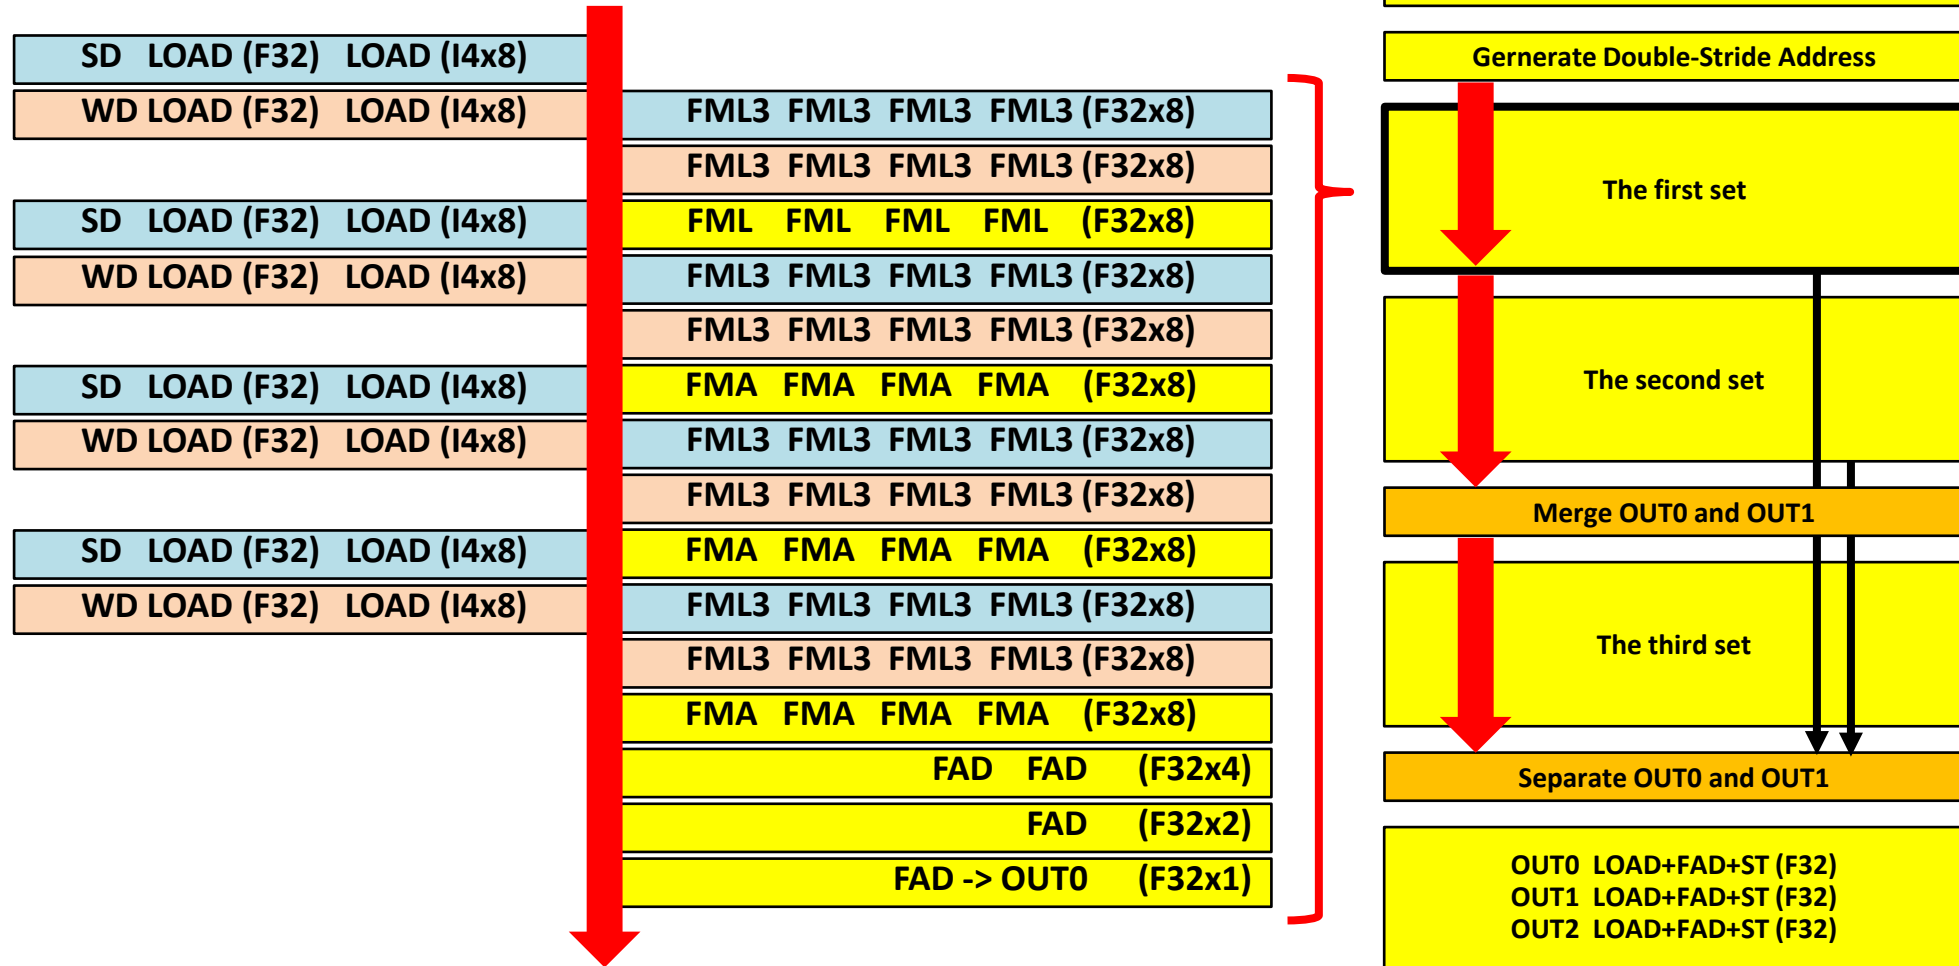 SD LOAD (F32) LOAD (I4x8)
WD LOAD (F32) LOAD (I4x8)
SD LOAD (F32) LOAD (I4x8)
WD LOAD (F32) LOAD (I4x8)
SD LOAD (F32) LOAD (I4x8)
WD LOAD (F32) LOAD (I4x8)
SD LOAD (F32) LOAD (I4x8)
WD LOAD (F32) LOAD (I4x8)
FML3 FML3 FML3 FML3 (F32x8)
FML3 FML3 FML3 FML3 (F32x8)
FML FML FML FML (F32x8)
FML3 FML3 FML3 FML3 (F32x8)
FML3 FML3 FML3 FML3 (F32x8)
FMA FMA FMA FMA (F32x8)
FML3 FML3 FML3 FML3 (F32x8)
FML3 FML3 FML3 FML3 (F32x8)
FMA FMA FMA FMA (F32x8)
FML3 FML3 FML3 FML3 (F32x8)
FML3 FML3 FML3 FML3 (F32x8)
FMA FMA FMA FMA (F32x8)
FAD FAD (F32x4)
FAD (F32x2)
FAD -> OUT0 (F32x1)
Gernerate Double-Stride Address
The first set
The second set
Merge OUT0 and OUT1
The third set
Separate OUT0 and OUT1
OUT0 LOAD+FAD+ST (F32)
OUT1 LOAD+FAD+ST (F32)
OUT2 LOAD+FAD+ST (F32)